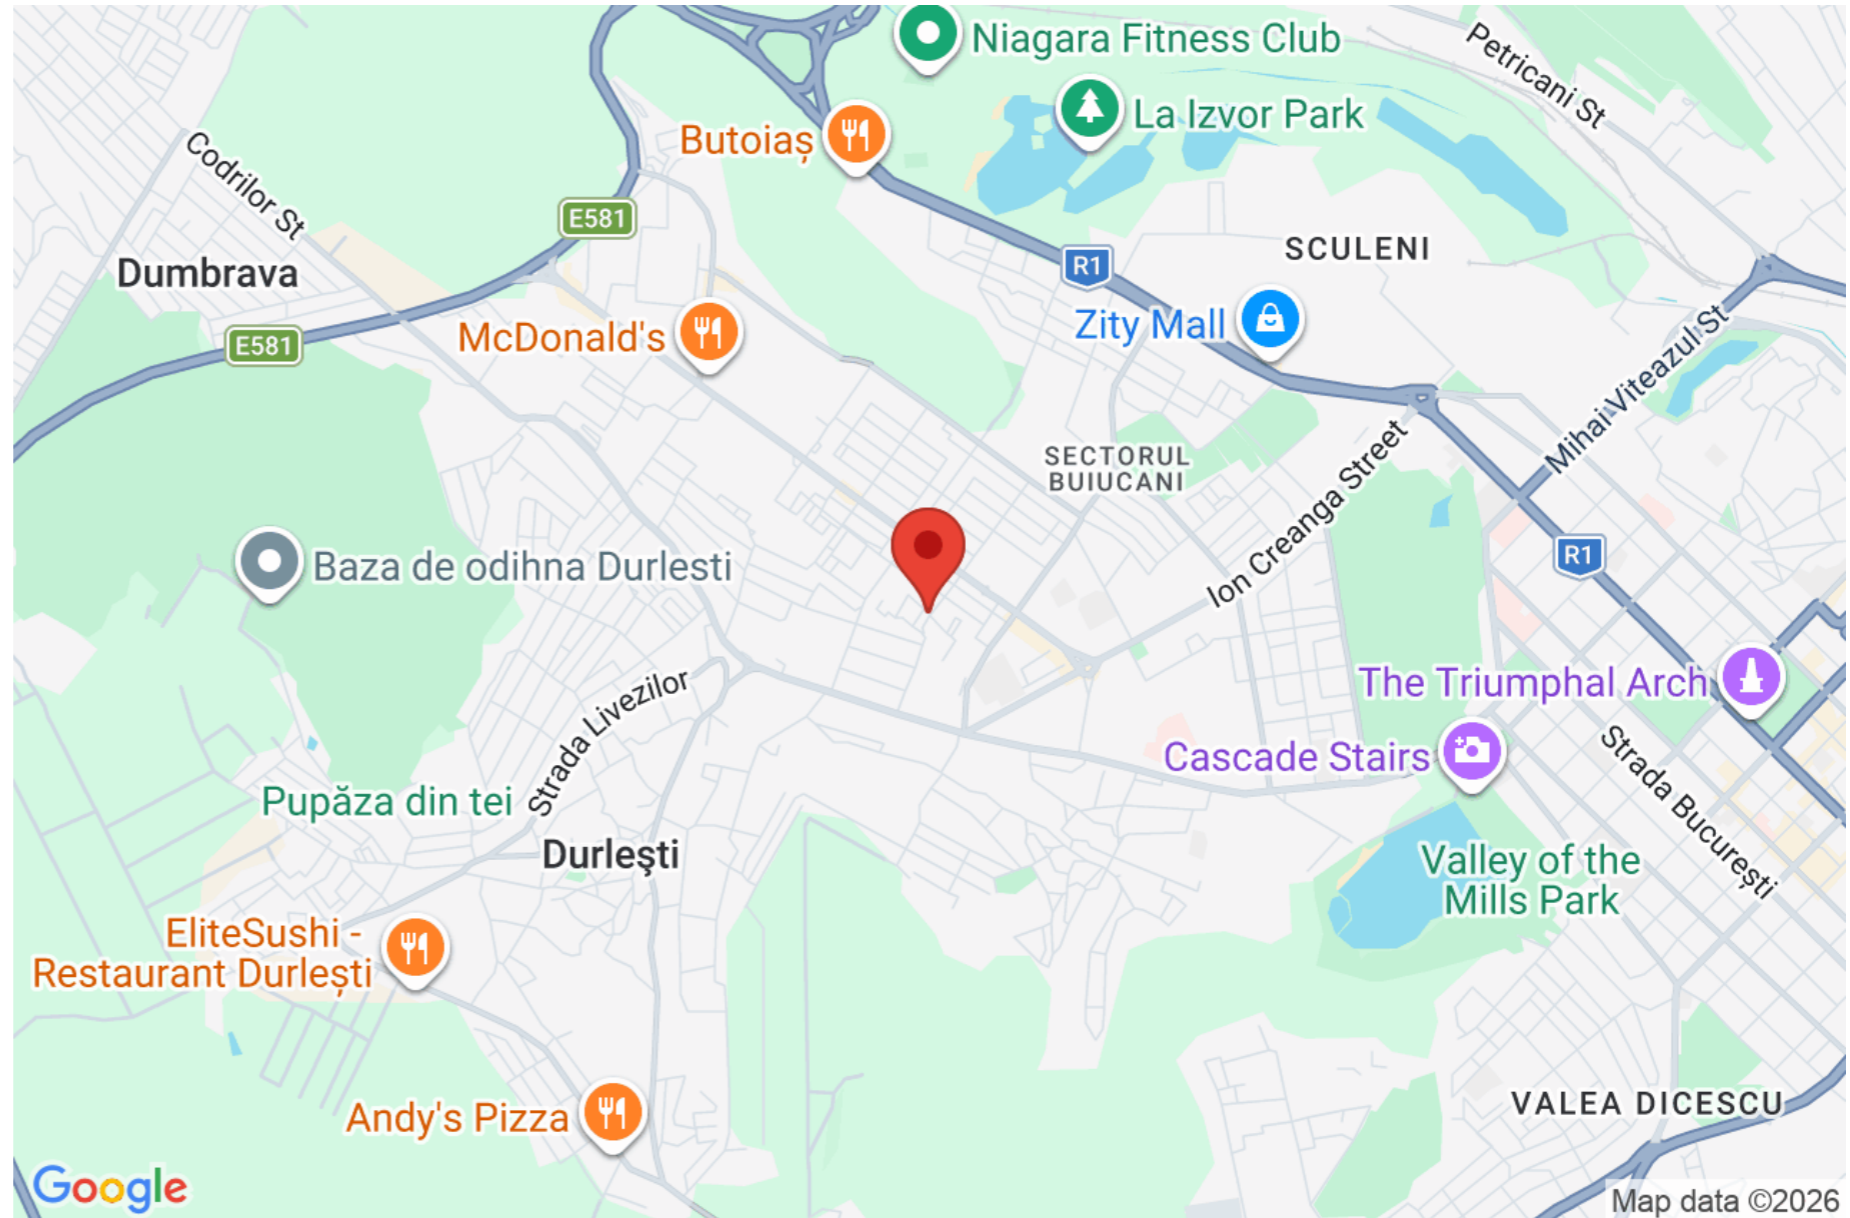 Niagara Fitness Club
Petricani St
La Izvor Park
Butoiaș
Codrilor St
E581
SCULENI
R1
Dumbrava
Zity Mall
McDonald's
E581
Mihai Viteazul St
SECTORUL
BUIUCANI
Ion Creanga Street
R1
Baza de odihna Durlesti
The Triumphal Arch
Strada Livezilor
Cascade Stairs
Strada București
Pupăza din tei
Durleşti
Valley of the
Mills Park
EliteSushi -
Restaurant Durlești
VALEA DICESCU
Andy's Pizza
Google
Map data ©2026